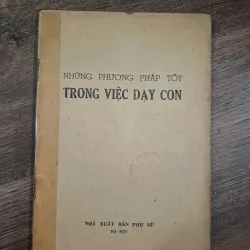 NHỮNG PHƯƠNG PHÁP TỐT
TRONG VIỆC DẠY CON
NHÀ XUẤT BẢN PHỤ NỮ
HÀ-NỘI